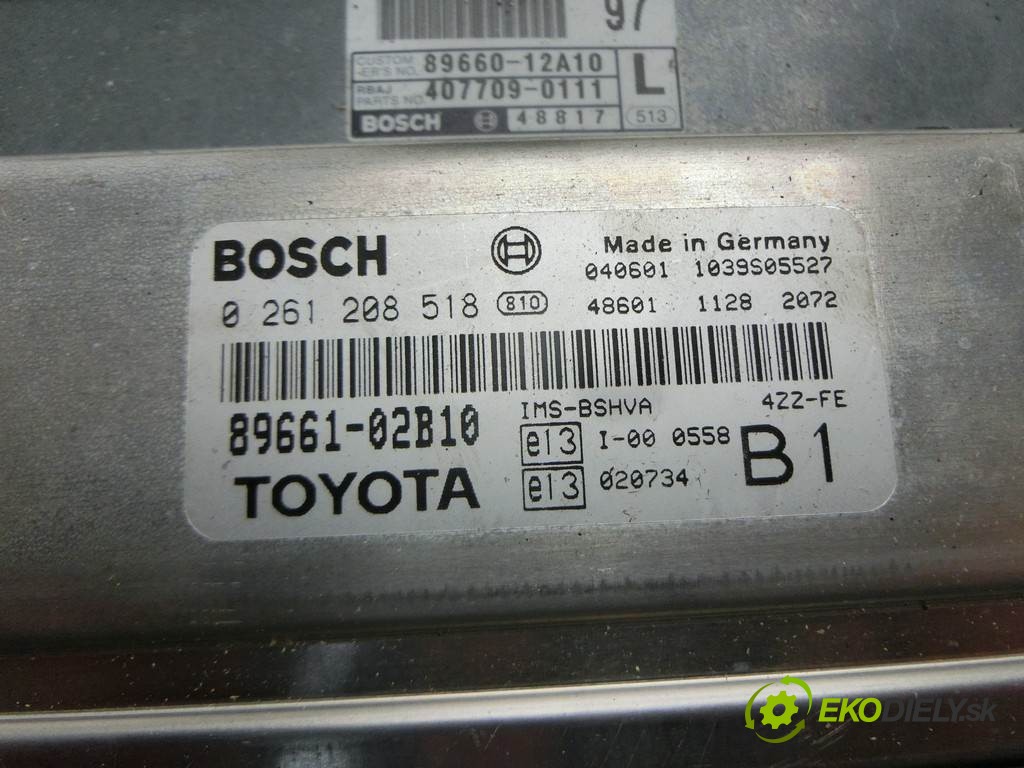 97
CUSTOM
-ER'S NO. 89660-12A10
L
RBAJ
PARTS NO. 407709-0111
BOSCH 48817 513
BOSCH Made in Germany
040601 1039S05527
0 261 208 518 810 48601 1128 2072
IMS-BSHVA 4ZZ-FE
89661-02B10 e13 I-00 0558 B1
TOYOTA e13 020734
EKODIELY.sk